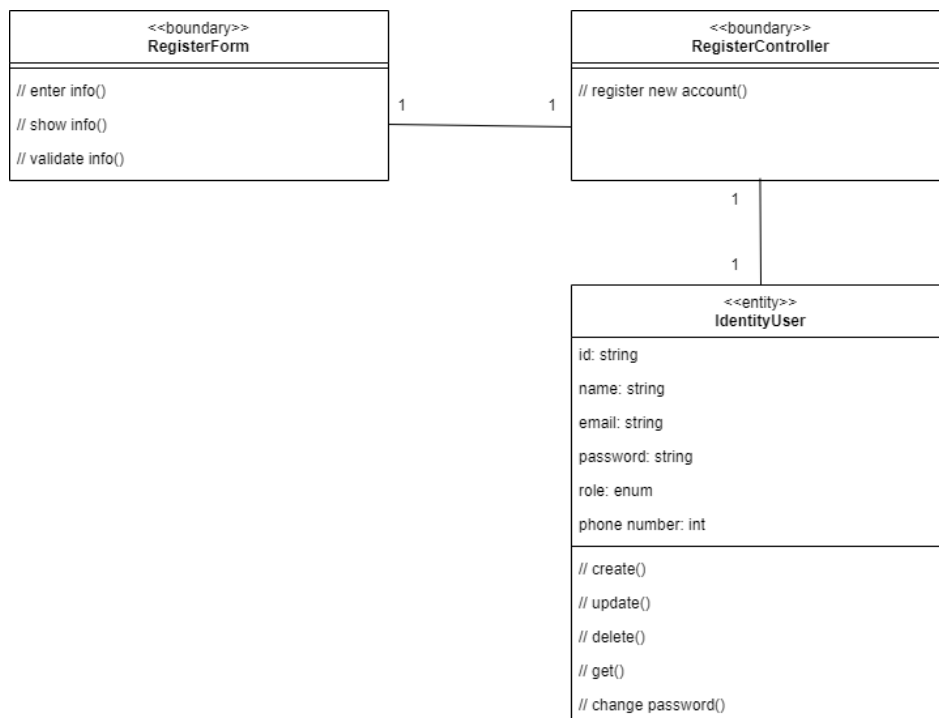 <<boundary>>
RegisterForm
// enter info()
// show info()
// validate info()
1
1
<<boundary>>
RegisterController
// register new account()
1
1
<<entity>>
IdentityUser
id: string
name: string
email: string
password: string
role: enum
phone number: int
// create()
// update()
// delete()
// get()
// change password()